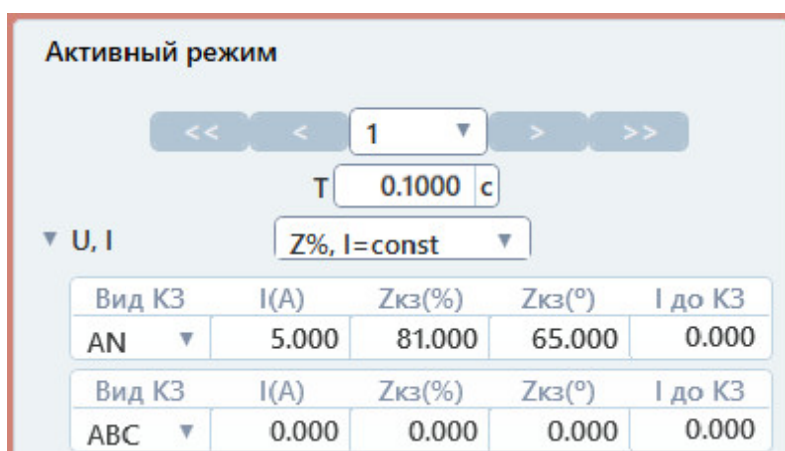 Активный режим
<< < 1 ▼ > >>
T 0.1000 с
▼ U, I Z%, I=const ▼
Вид КЗ I(A) Zкз(%) Zкз(º) I до КЗ
AN ▼ 5.000 81.000 65.000 0.000
Вид КЗ I(A) Zкз(%) Zкз(º) I до КЗ
ABC ▼ 0.000 0.000 0.000 0.000